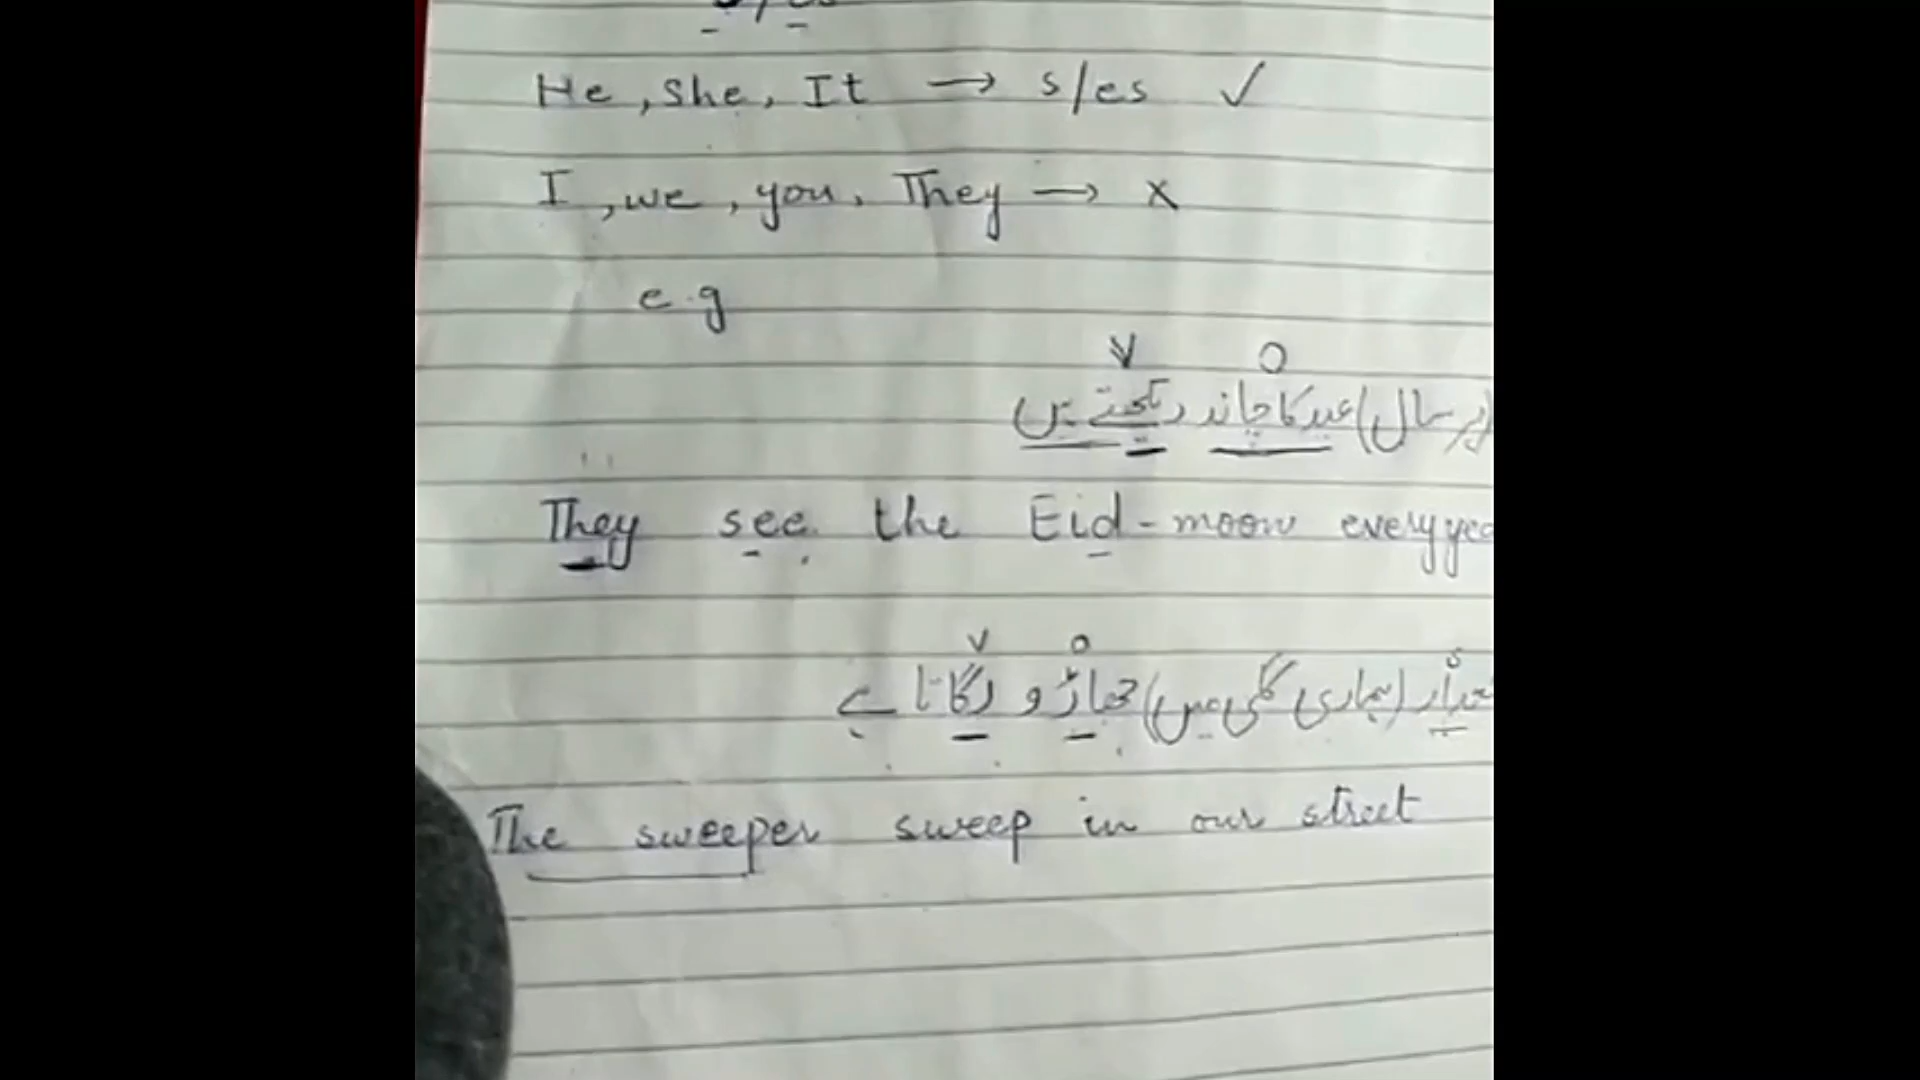 He, She, It → s/es ✓
I, we, you, They → x
e.g
V O
ہر سال) عید کا چاند دیکھتے ہیں)
They see the Eid-moon every
V O S
(ہماری گلی میں) جھاڑو لگاتا ہے
The sweeper sweep in our street